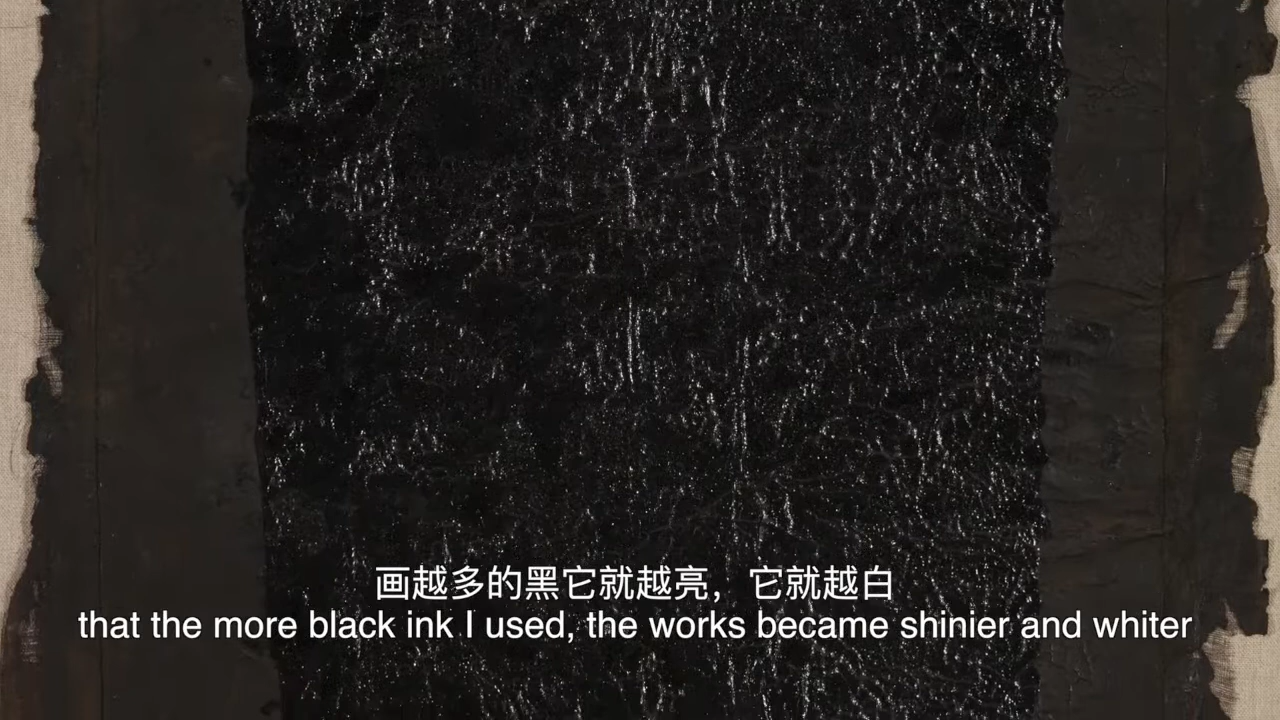 画越多的黑它就越亮，它就越白
that the more black ink I used, the works became shinier and whiter